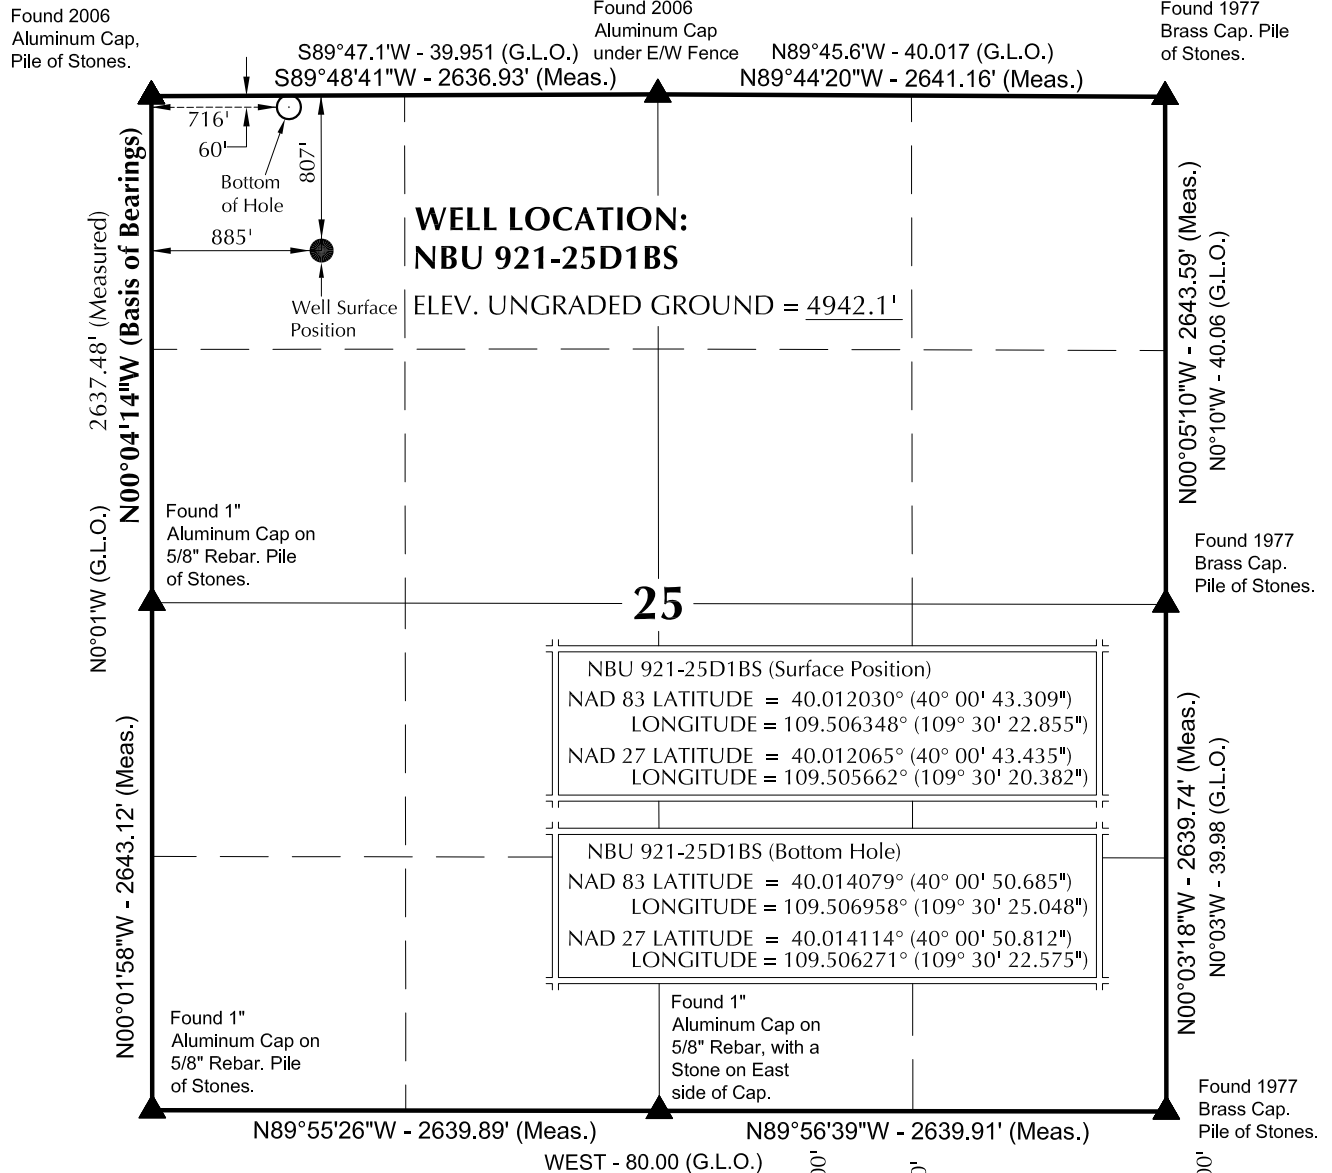 Found 2006
Aluminum Cap,
Pile of Stones.
Found 2006
Aluminum Cap
under E/W Fence
Found 1977
Brass Cap. Pile
of Stones.
S89°47.1'W - 39.951 (G.L.O.)
S89°48'41"W - 2636.93' (Meas.)
N89°45.6'W - 40.017 (G.L.O.)
N89°44'20"W - 2641.16' (Meas.)
716'
60'
807'
Bottom
of Hole
885'
Well Surface
Position
WELL LOCATION:
NBU 921-25D1BS
ELEV. UNGRADED GROUND = 4942.1'
2637.48' (Measured)
N00°04'14"W (Basis of Bearings)
N0°01'W (G.L.O.)
N00°05'10"W - 2643.59' (Meas.)
N0°10'W - 40.06 (G.L.O.)
Found 1"
Aluminum Cap on
5/8" Rebar. Pile
of Stones.
Found 1977
Brass Cap.
Pile of Stones.
25
NBU 921-25D1BS (Surface Position)
NAD 83 LATITUDE = 40.012030° (40° 00' 43.309")
LONGITUDE = 109.506348° (109° 30' 22.855")
NAD 27 LATITUDE = 40.012065° (40° 00' 43.435")
LONGITUDE = 109.505662° (109° 30' 20.382")
NBU 921-25D1BS (Bottom Hole)
NAD 83 LATITUDE = 40.014079° (40° 00' 50.685")
LONGITUDE = 109.506958° (109° 30' 25.048")
NAD 27 LATITUDE = 40.014114° (40° 00' 50.812")
LONGITUDE = 109.506271° (109° 30' 22.575")
N00°01'58"W - 2643.12' (Meas.)
N00°03'18"W - 2639.74' (Meas.)
N0°03'W - 39.98 (G.L.O.)
Found 1"
Aluminum Cap on
5/8" Rebar. Pile
of Stones.
Found 1"
Aluminum Cap on
5/8" Rebar, with a
Stone on East
side of Cap.
Found 1977
Brass Cap.
Pile of Stones.
N89°55'26"W - 2639.89' (Meas.)
N89°56'39"W - 2639.91' (Meas.)
WEST - 80.00 (G.L.O.)